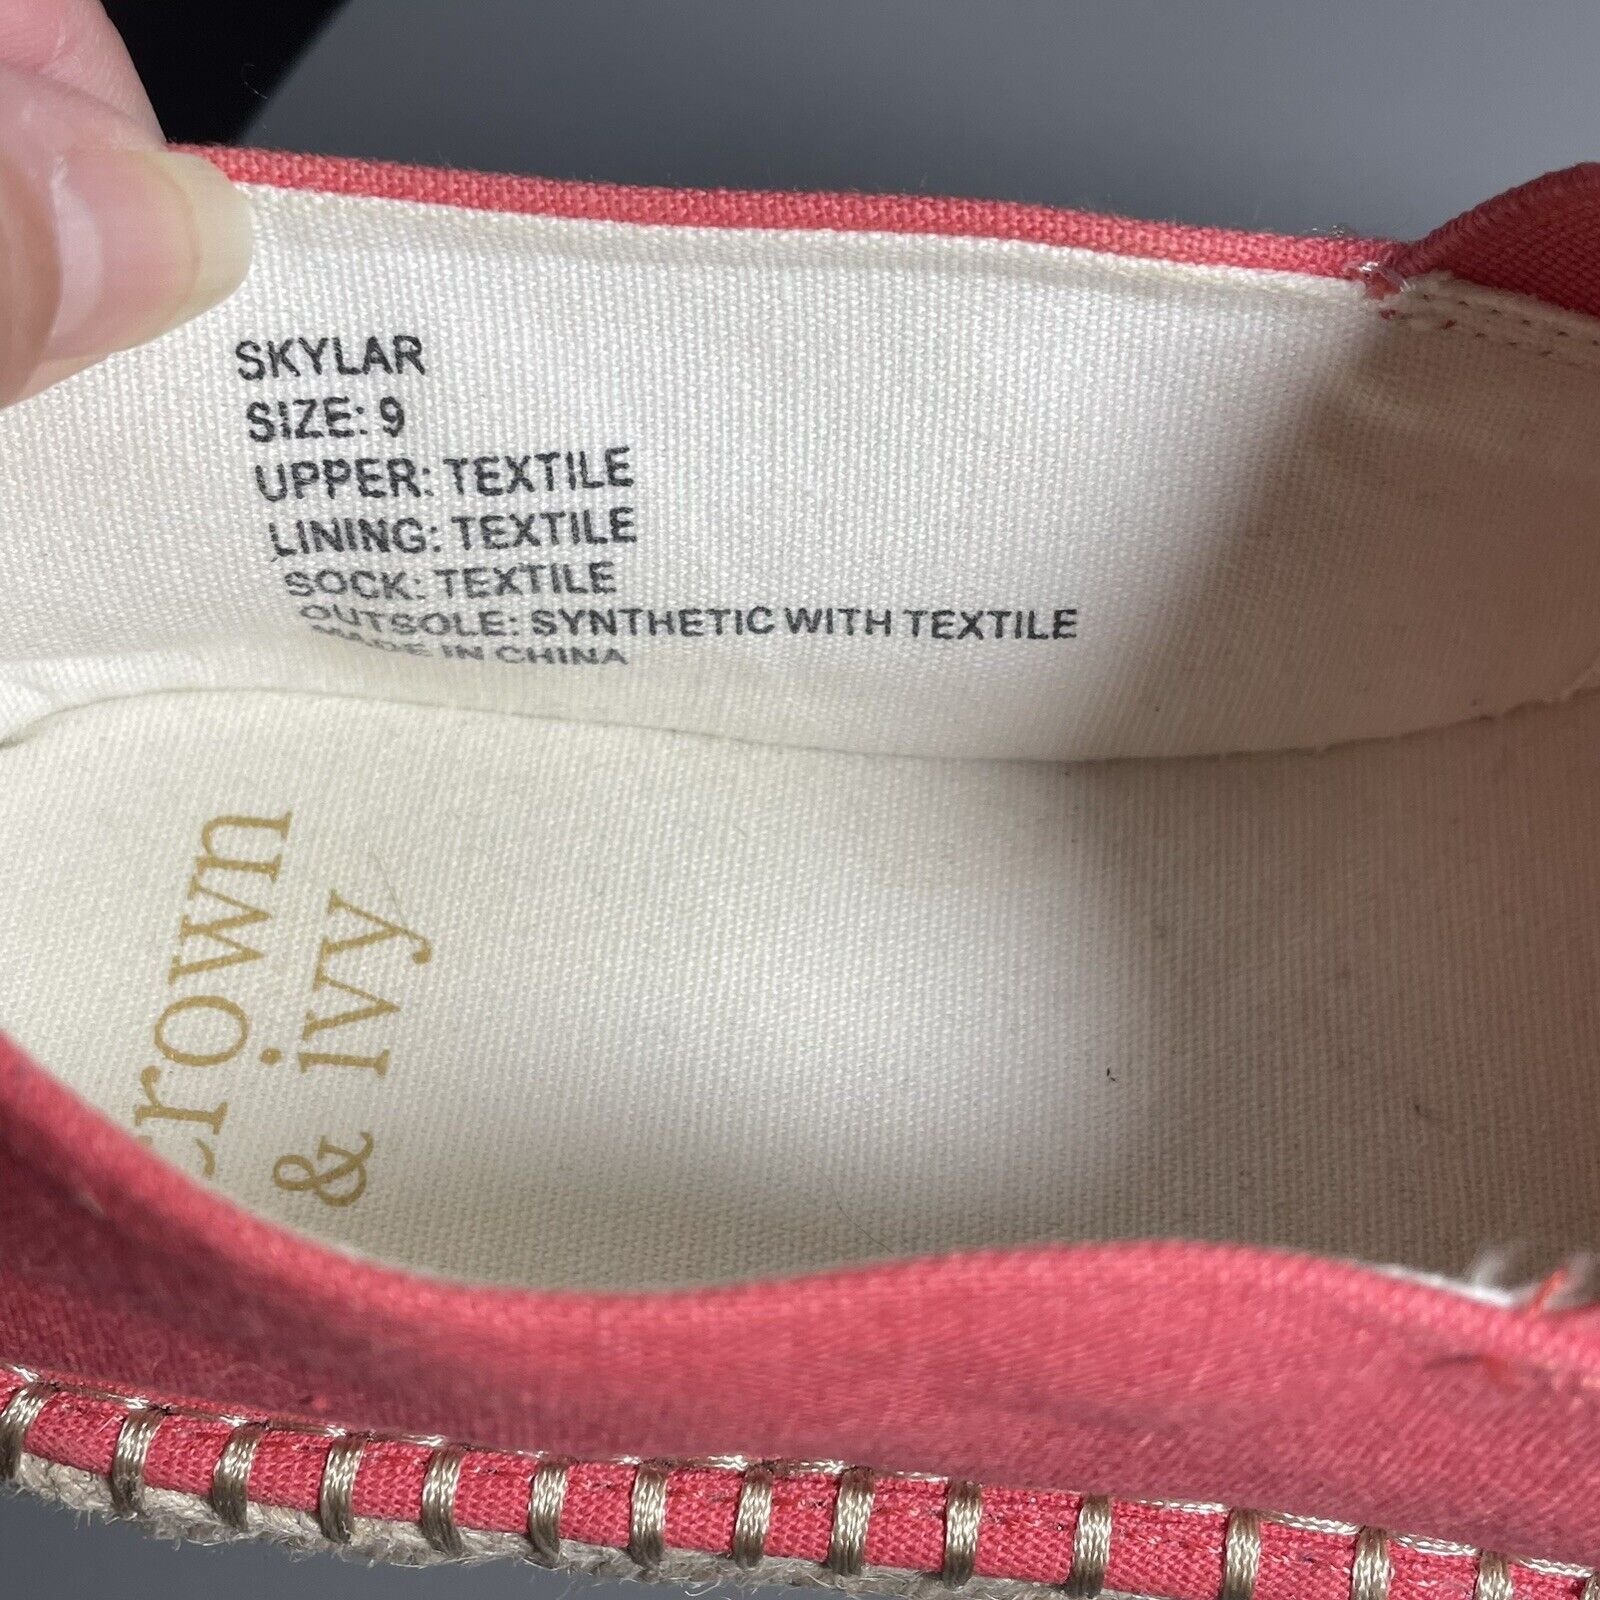 SKYLAR
SIZE: 9
UPPER: TEXTILE
LINING: TEXTILE
SOCK: TEXTILE
OUTSOLE: SYNTHETIC WITH TEXTILE
MADE IN CHINA
crown
& ivy